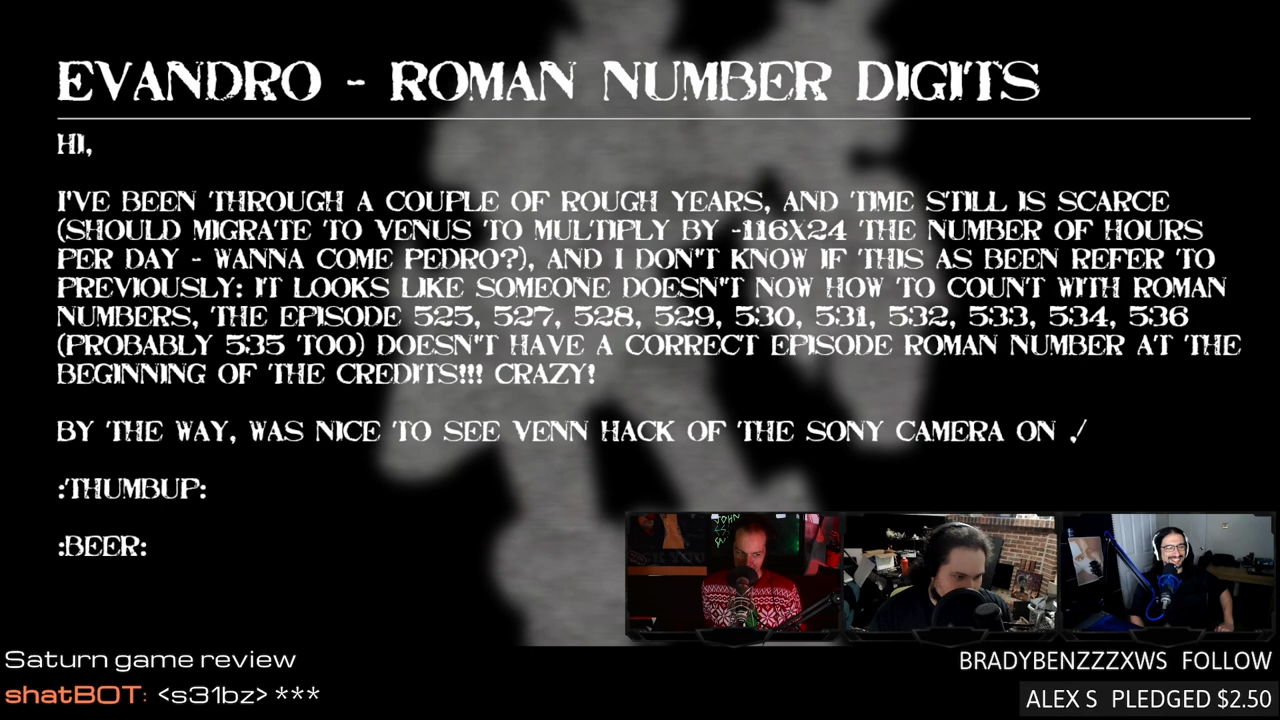 EVANDRO - ROMAN NUMBER DIGITS
HI,
I'VE BEEN THROUGH A COUPLE OF ROUGH YEARS, AND TIME STILL IS SCARCE
(SHOULD MIGRATE TO VENUS TO MULTIPLY BY -116X24 THE NUMBER OF HOURS
PER DAY - WANNA COME PEDRO?), AND I DON"T KNOW IF THIS AS BEEN REFER TO
PREVIOUSLY: IT LOOKS LIKE SOMEONE DOESN"T NOW HOW TO COUNT WITH ROMAN
NUMBERS, THE EPISODE 525, 527, 528, 529, 530, 531, 532, 533, 534, 536
(PROBABLY 535 TOO) DOESN"T HAVE A CORRECT EPISODE ROMAN NUMBER AT THE
BEGINNING OF THE CREDITS!!! CRAZY!
BY THE WAY, WAS NICE TO SEE VENN HACK OF THE SONY CAMERA ON ./
:THUMBUP:
:BEER:
JOHN
Saturn game review
shatBOT: <s31bz> ***
BRADYBENZZZXWS FOLLOW
ALEX S PLEDGED $2.50